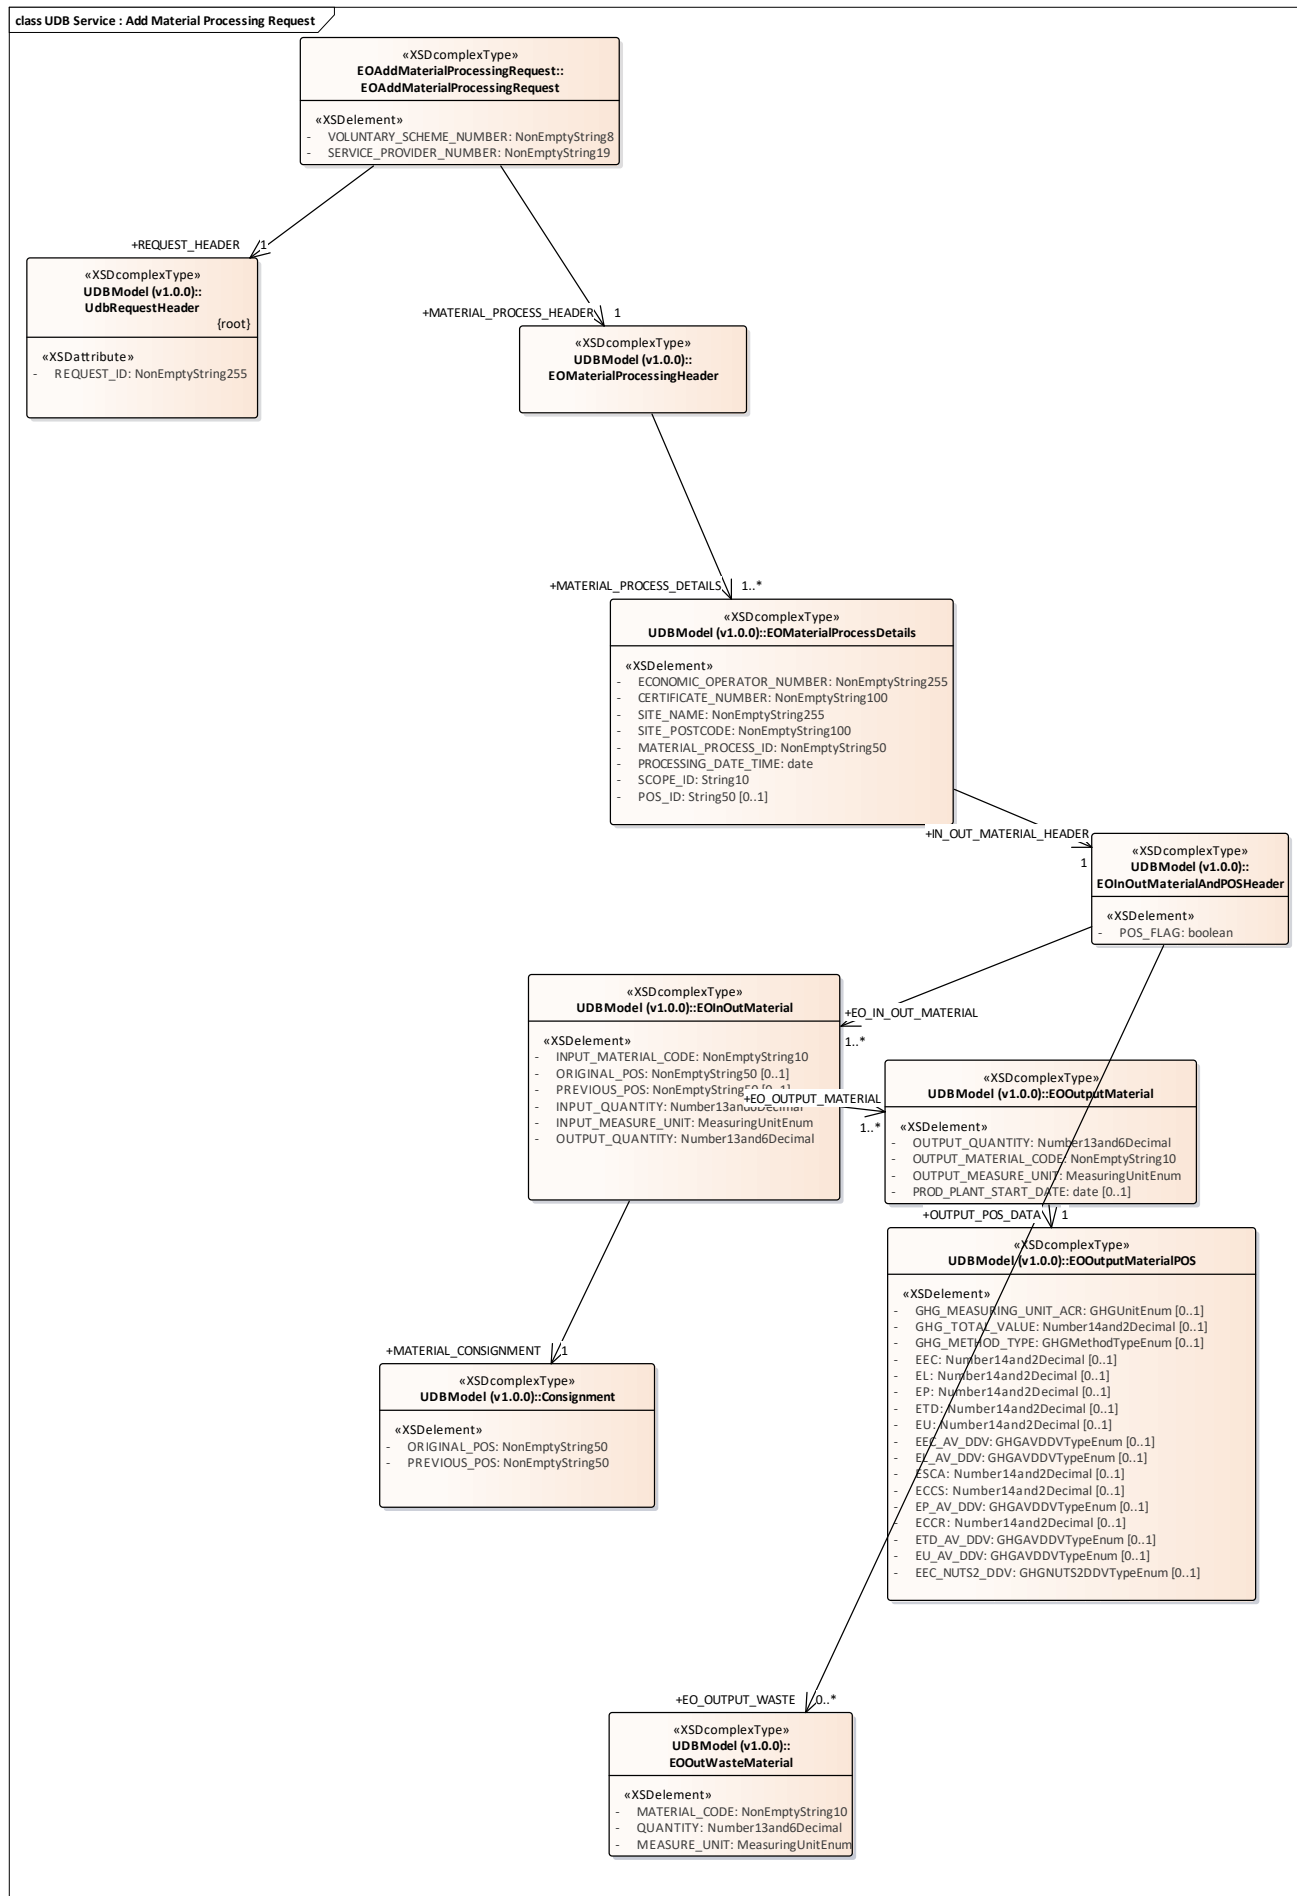 class UDB Service : Add Material Processing Request
«XSDcomplexType»
EOAddMaterialProcessingRequest::
EOAddMaterialProcessingRequest
«XSDelement»
- VOLUNTARY_SCHEME_NUMBER: NonEmptyString8
- SERVICE_PROVIDER_NUMBER: NonEmptyString19
+REQUEST_HEADER 1
«XSDcomplexType»
UDBModel (v1.0.0)::
UdbRequestHeader
{root}
«XSDattribute»
- REQUEST_ID: NonEmptyString255
+MATERIAL_PROCESS_HEADER 1
«XSDcomplexType»
UDBModel (v1.0.0)::
EOMaterialProcessingHeader
+MATERIAL_PROCESS_DETAILS 1..*
«XSDcomplexType»
UDBModel (v1.0.0)::EOMaterialProcessDetails
«XSDelement»
- ECONOMIC_OPERATOR_NUMBER: NonEmptyString255
- CERTIFICATE_NUMBER: NonEmptyString100
- SITE_NAME: NonEmptyString255
- SITE_POSTCODE: NonEmptyString100
- MATERIAL_PROCESS_ID: NonEmptyString50
- PROCESSING_DATE_TIME: date
- SCOPE_ID: String10
- POS_ID: String50 [0..1]
+IN_OUT_MATERIAL_HEADER
1
«XSDcomplexType»
UDBModel (v1.0.0)::
EOInOutMaterialAndPOSHeader
«XSDelement»
- POS_FLAG: boolean
+EO_IN_OUT_MATERIAL
1..*
«XSDcomplexType»
UDBModel (v1.0.0)::EOInOutMaterial
«XSDelement»
- INPUT_MATERIAL_CODE: NonEmptyString10
- ORIGINAL_POS: NonEmptyString50 [0..1]
- PREVIOUS_POS: NonEmptyString50 [0..1]
- INPUT_QUANTITY: Number13and6Decimal
- INPUT_MEASURE_UNIT: MeasuringUnitEnum
- OUTPUT_QUANTITY: Number13and6Decimal
+EO_OUTPUT_MATERIAL
1..*
«XSDcomplexType»
UDBModel (v1.0.0)::EOOutputMaterial
«XSDelement»
- OUTPUT_QUANTITY: Number13and6Decimal
- OUTPUT_MATERIAL_CODE: NonEmptyString10
- OUTPUT_MEASURE_UNIT: MeasuringUnitEnum
- PROD_PLANT_START_DATE: date [0..1]
+OUTPUT_POS_DATA 1
«XSDcomplexType»
UDBModel (v1.0.0)::EOOutputMaterialPOS
«XSDelement»
- GHG_MEASURING_UNIT_ACR: GHGUnitEnum [0..1]
- GHG_TOTAL_VALUE: Number14and2Decimal [0..1]
- GHG_METHOD_TYPE: GHGMethodTypeEnum [0..1]
- EEC: Number14and2Decimal [0..1]
- EL: Number14and2Decimal [0..1]
- EP: Number14and2Decimal [0..1]
- ETD: Number14and2Decimal [0..1]
- EU: Number14and2Decimal [0..1]
- EEC_AV_DDV: GHGAVDDVTypeEnum [0..1]
- EL_AV_DDV: GHGAVDDVTypeEnum [0..1]
- ESCA: Number14and2Decimal [0..1]
- ECCS: Number14and2Decimal [0..1]
- EP_AV_DDV: GHGAVDDVTypeEnum [0..1]
- ECCR: Number14and2Decimal [0..1]
- ETD_AV_DDV: GHGAVDDVTypeEnum [0..1]
- EU_AV_DDV: GHGAVDDVTypeEnum [0..1]
- EEC_NUTS2_DDV: GHGNUTS2DDVTypeEnum [0..1]
+MATERIAL_CONSIGNMENT 1
«XSDcomplexType»
UDBModel (v1.0.0)::Consignment
«XSDelement»
- ORIGINAL_POS: NonEmptyString50
- PREVIOUS_POS: NonEmptyString50
+EO_OUTPUT_WASTE 0..*
«XSDcomplexType»
UDBModel (v1.0.0)::
EOOutWasteMaterial
«XSDelement»
- MATERIAL_CODE: NonEmptyString10
- QUANTITY: Number13and6Decimal
- MEASURE_UNIT: MeasuringUnitEnum